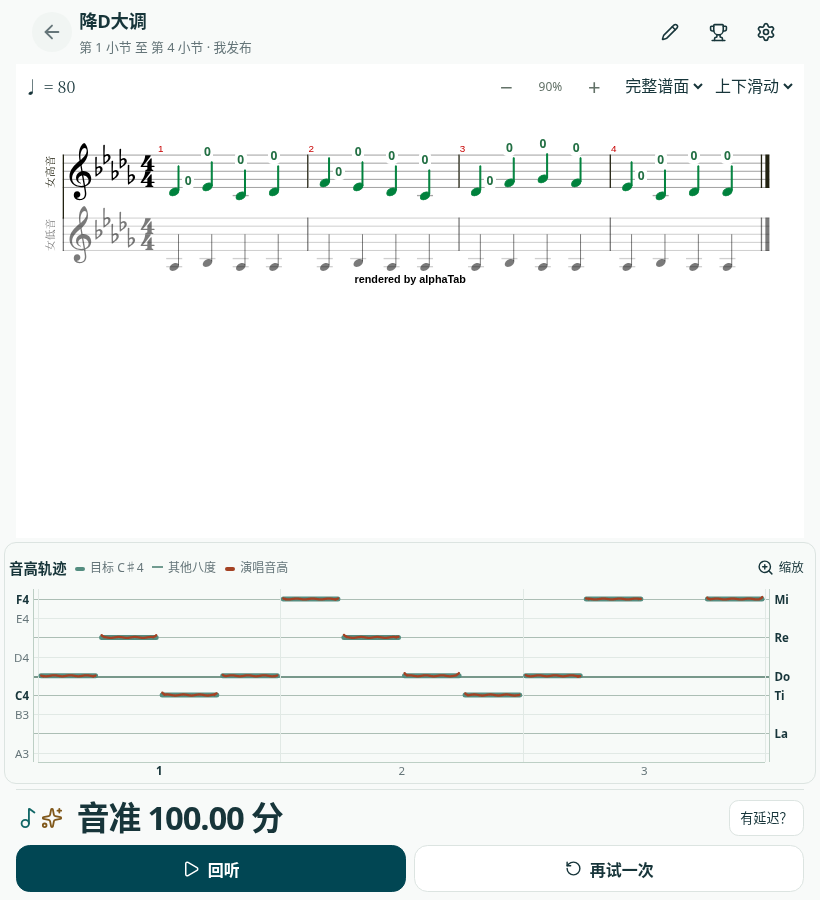 降D大调
第 1 小节 至 第 4 小节 · 我发布
♩ = 80
− 90% + 完整谱面 上下滑动
1 2 3 4
女高音
0 0 0 0 0 0 0 0 0 0 0 0 0 0 0 0
女低音
rendered by alphaTab
音高轨迹 目标 C♯4 其他八度 演唱音高 缩放
F4 Mi
E4
Re
D4
Do
C4 Ti
B3
La
A3
1 2 3
音准 100.00 分 有延迟？
回听 再试一次